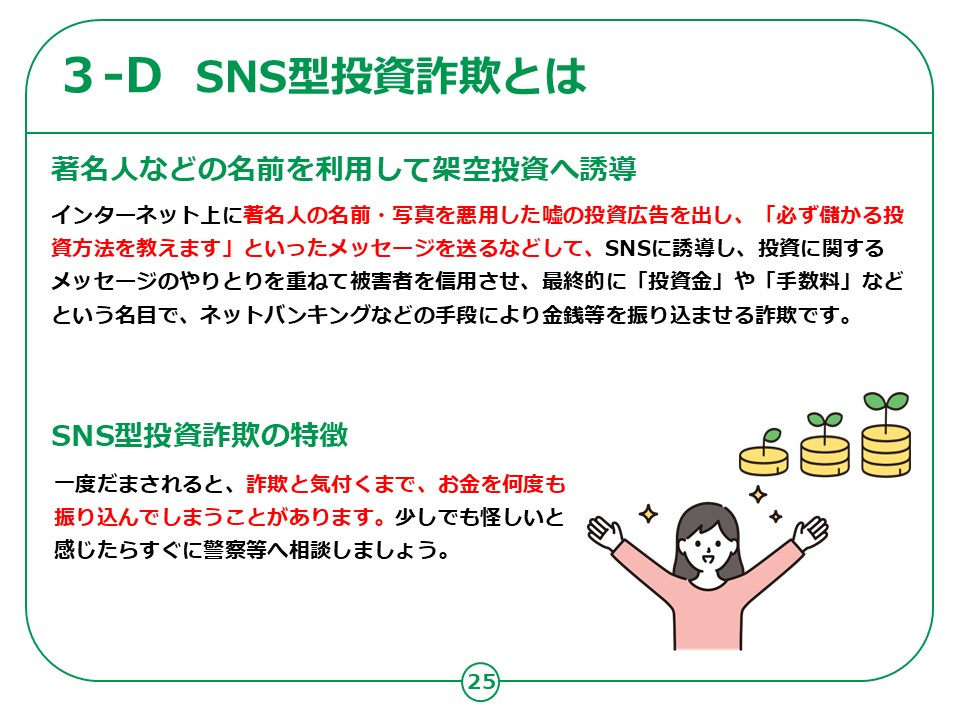 ３-D SNS型投資詐欺とは
著名人などの名前を利用して架空投資へ誘導
インターネット上に著名人の名前・写真を悪用した嘘の投資広告を出し、「必ず儲かる投
資方法を教えます」といったメッセージを送るなどして、SNSに誘導し、投資に関する
メッセージのやりとりを重ねて被害者を信用させ、最終的に「投資金」や「手数料」など
という名目で、ネットバンキングなどの手段により金銭等を振り込ませる詐欺です。
SNS型投資詐欺の特徴
一度だまされると、詐欺と気付くまで、お金を何度も
振り込んでしまうことがあります。少しでも怪しいと
感じたらすぐに警察等へ相談しましょう。
25